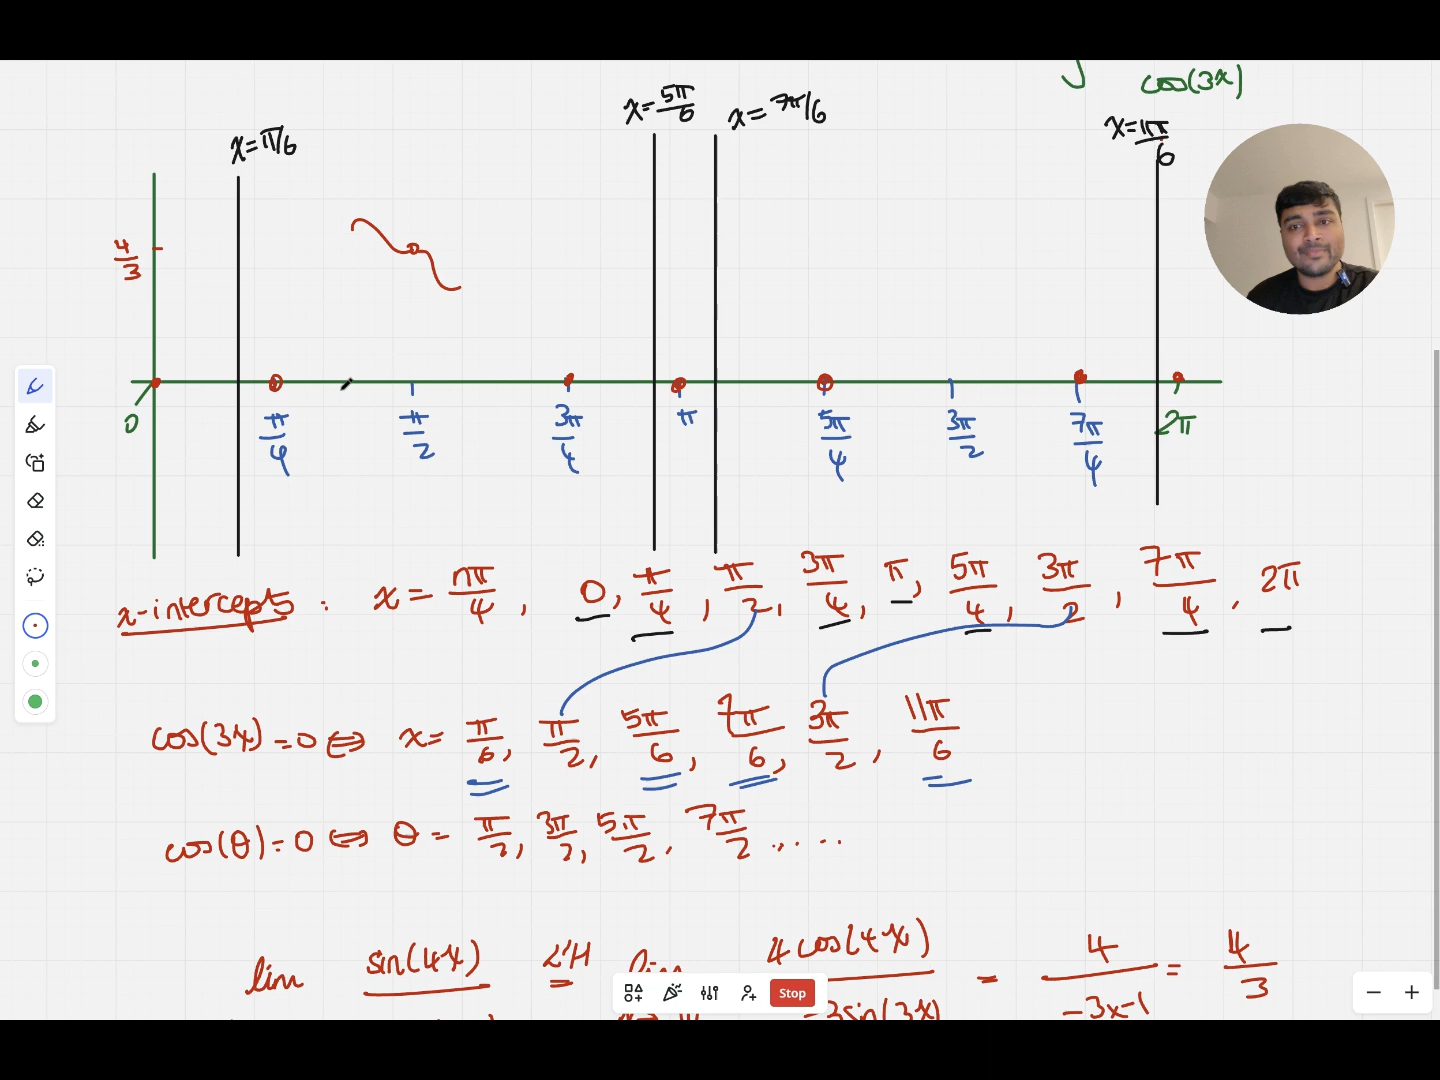 cos(3x)
x=π/6
x=5π/6
x=7π/6
x=11π/6
4/3
0
π/4 π/2 3π/4 π 5π/4 3π/2 7π/4 2π
x-intercepts : x = nπ/4, 0, π/4, π/2, 3π/4, π, 5π/4, 3π/2, 7π/4, 2π
cos(3x)=0 ⇔ x= π/6, π/2, 5π/6, 7π/6, 3π/2, 11π/6
cos(θ)=0 ⇔ θ = π/2, 3π/2, 5π/2, 7π/2, ....
lim sin(4x) L'H = lim 4cos(4x)/-3sin(3x) = 4/-3x-1 = 4/3
Stop